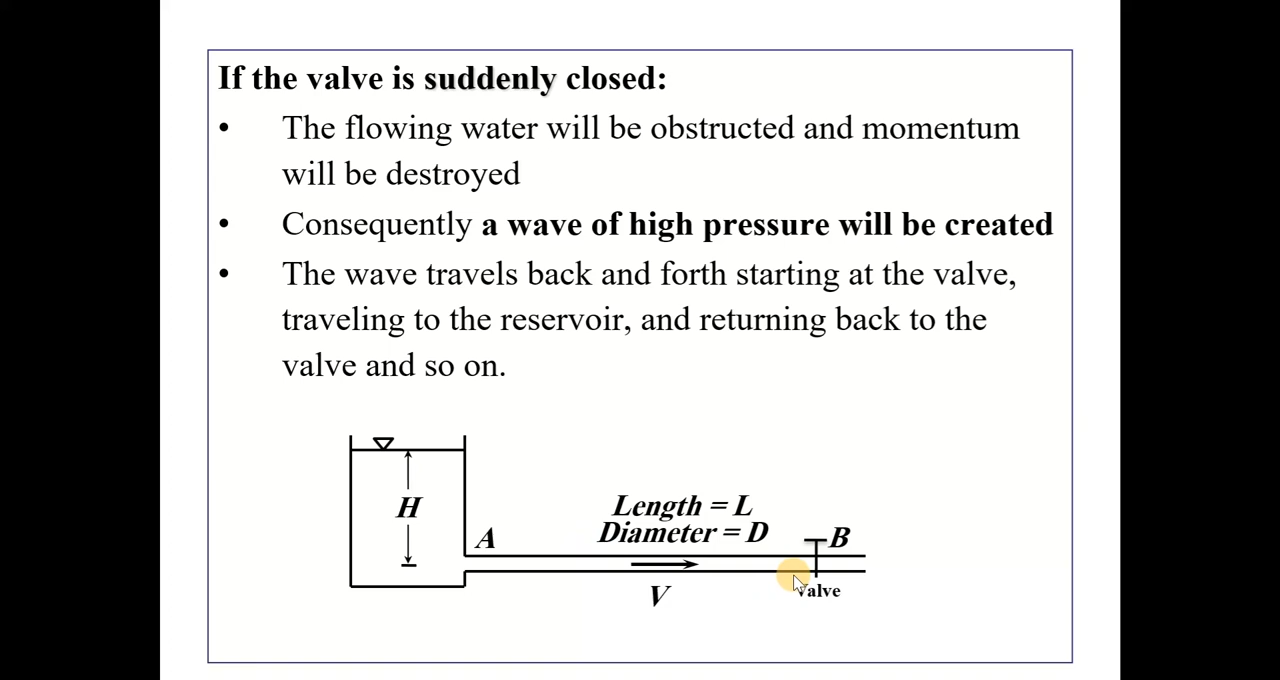 If the valve is suddenly closed:
• The flowing water will be obstructed and momentum
will be destroyed
• Consequently a wave of high pressure will be created
• The wave travels back and forth starting at the valve,
traveling to the reservoir, and returning back to the
valve and so on.
H
A
Length = L
Diameter = D
B
V
Valve